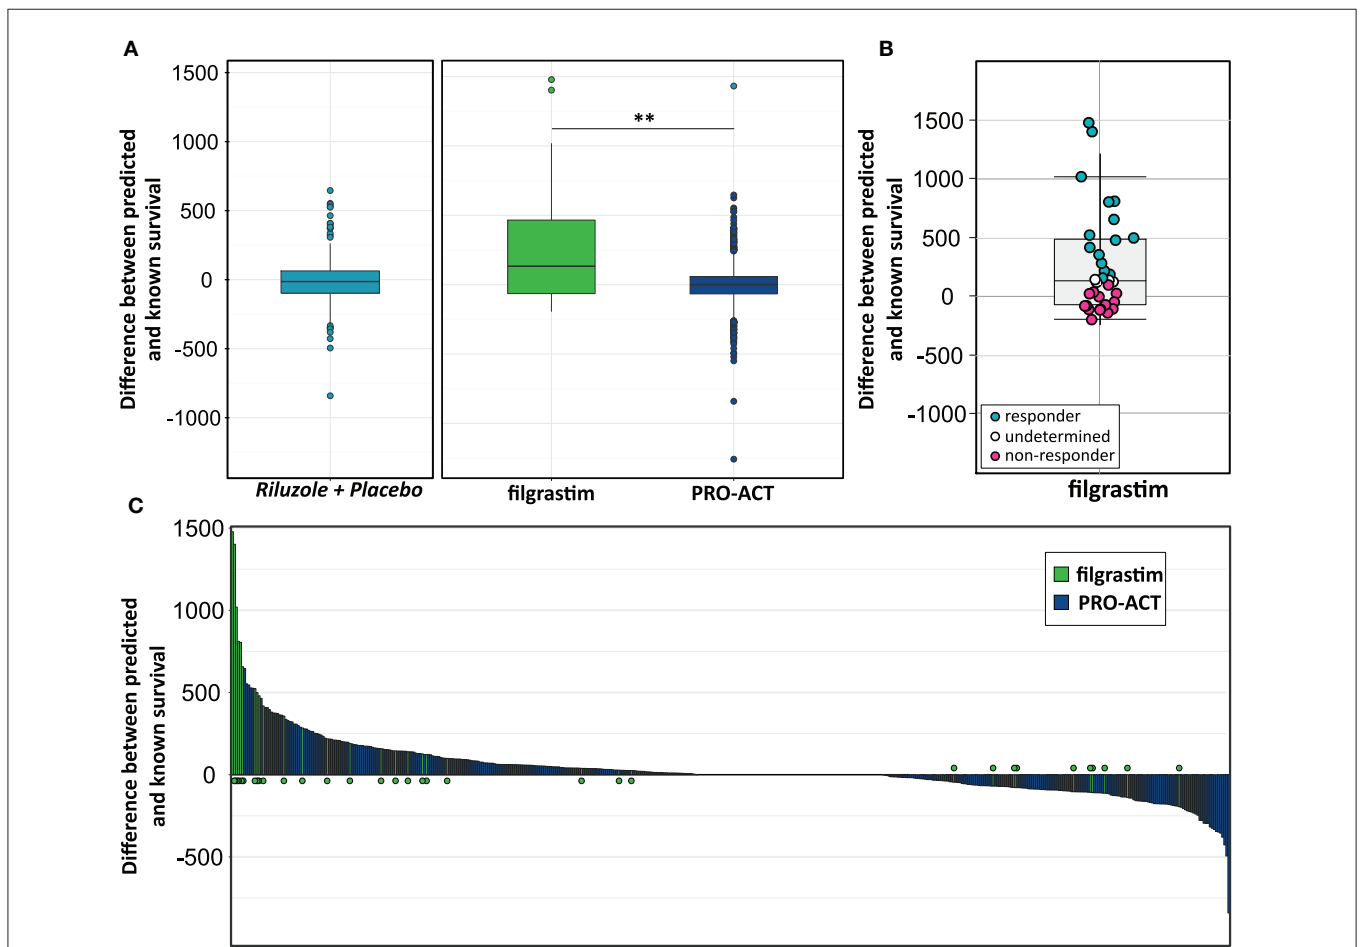 A
Difference between predicted
and known survival
1500
1000
500
0
-500
-1000
**
Riluzole + Placebo
filgrastim
PRO-ACT
B
Difference between predicted
and known survival
1500
1000
500
0
-500
-1000
responder
undetermined
non-responder
filgrastim
C
Difference between predicted
and known survival
1500
1000
500
0
-500
filgrastim
PRO-ACT